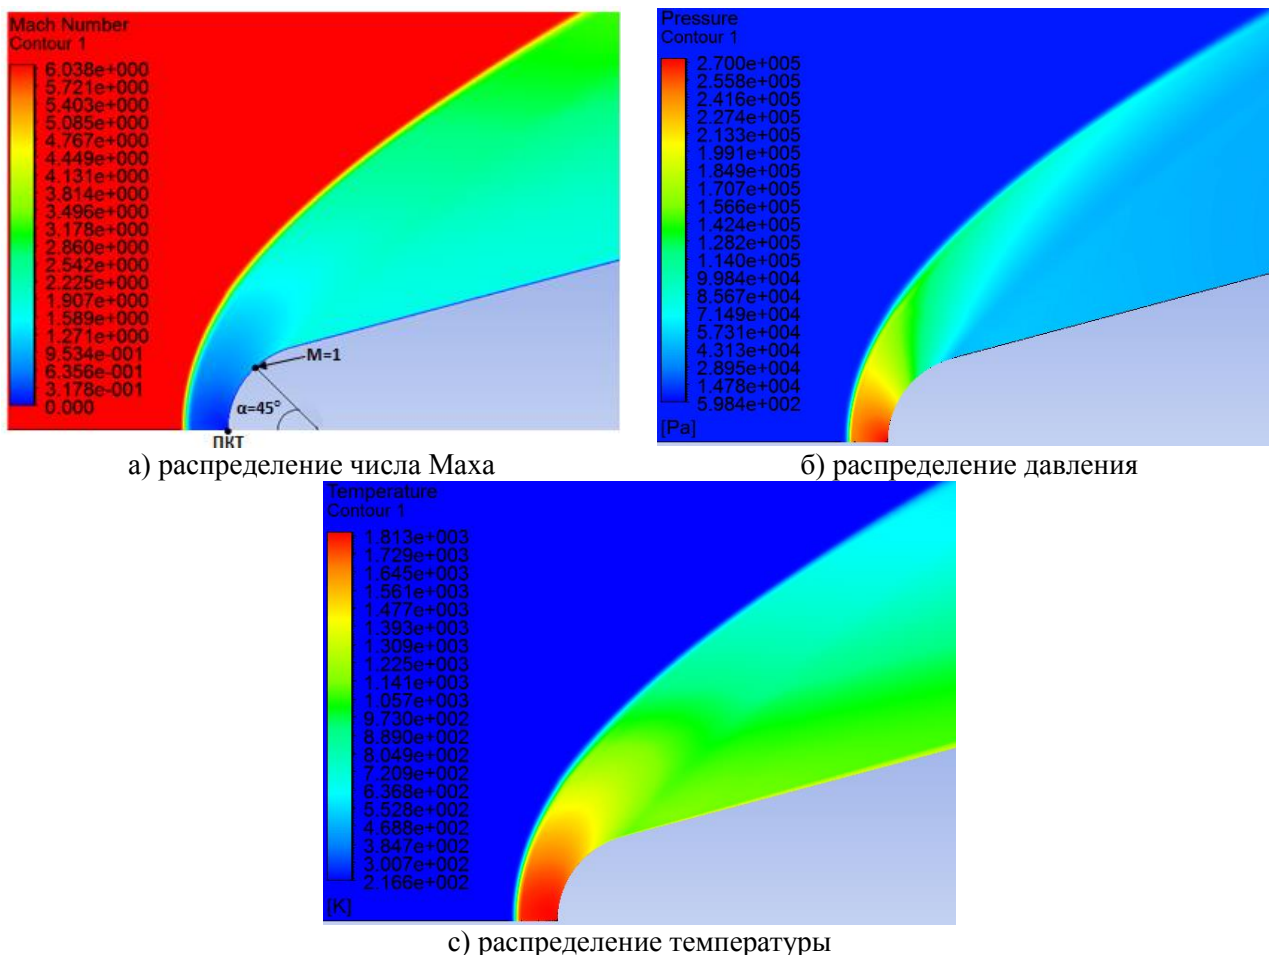 Mach Number
Contour 1
6.038e+000
5.721e+000
5.403e+000
5.085e+000
4.767e+000
4.449e+000
4.131e+000
3.814e+000
3.496e+000
3.178e+000
2.860e+000
2.542e+000
2.225e+000
1.907e+000
1.589e+000
1.271e+000
9.534e-001
6.356e-001
3.178e-001
0.000
M=1
α=45°
ПКТ
а) распределение числа Маха
Pressure
Contour 1
2.700e+005
2.558e+005
2.416e+005
2.274e+005
2.133e+005
1.991e+005
1.849e+005
1.707e+005
1.566e+005
1.424e+005
1.282e+005
1.140e+005
9.984e+004
8.567e+004
7.149e+004
5.731e+004
4.313e+004
2.895e+004
1.478e+004
5.984e+002
[Pa]
б) распределение давления
Temperature
Contour 1
1.813e+003
1.729e+003
1.645e+003
1.561e+003
1.477e+003
1.393e+003
1.309e+003
1.225e+003
1.141e+003
1.057e+003
9.730e+002
8.890e+002
8.049e+002
7.209e+002
6.368e+002
5.528e+002
4.688e+002
3.847e+002
3.007e+002
2.166e+002
[K]
с) распределение температуры